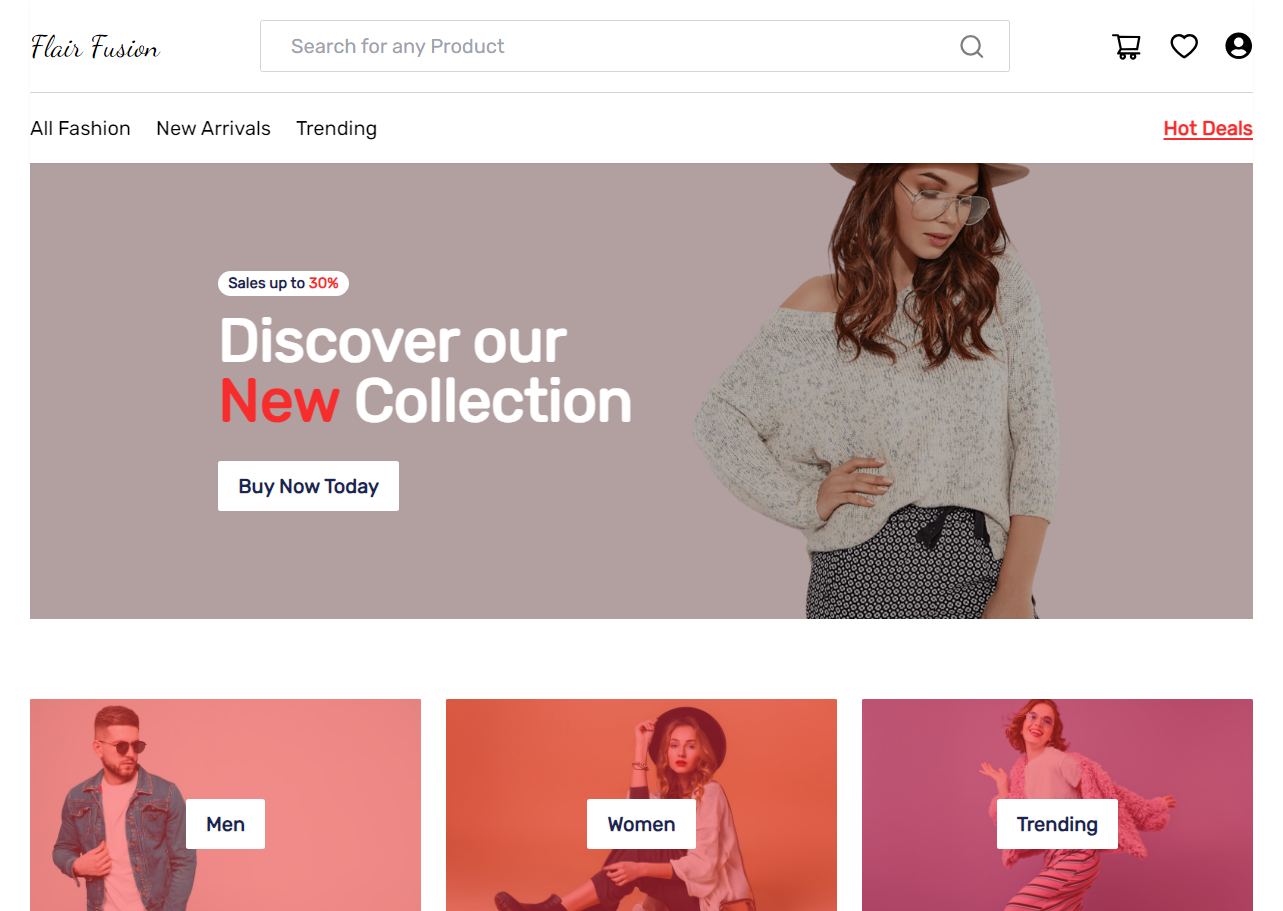 Flair Fusion
Search for any Product
All Fashion
New Arrivals
Trending
Hot Deals
Sales up to 30%
Discover our
New Collection
Buy Now Today
Men
Women
Trending